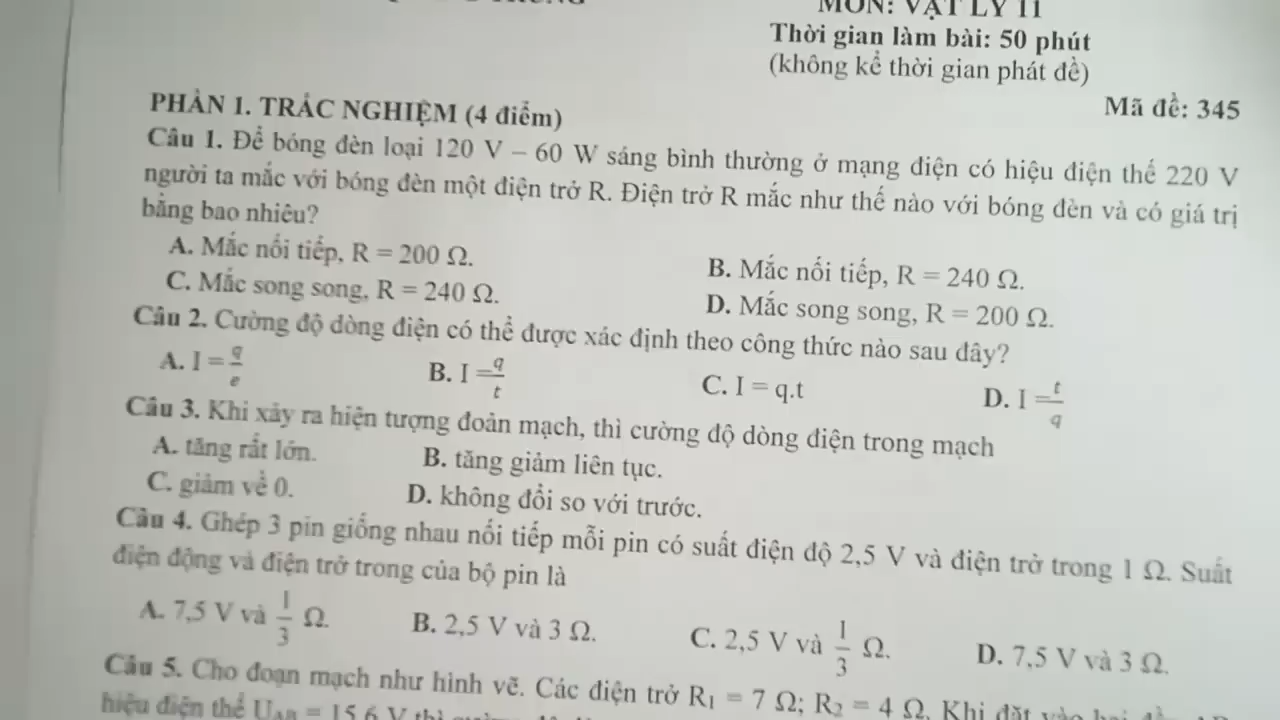 MÔN: VẬT LÝ 11
Thời gian làm bài: 50 phút
(không kể thời gian phát đề)
Mã đề: 345
PHẦN 1. TRẮC NGHIỆM (4 điểm)
Câu 1. Để bóng đèn loại 120 V – 60 W sáng bình thường ở mạng điện có hiệu điện thế 220 V
người ta mắc với bóng đèn một điện trở R. Điện trở R mắc như thế nào với bóng đèn và có giá trị
bằng bao nhiêu?
A. Mắc nối tiếp, R = 200 Ω. B. Mắc nối tiếp, R = 240 Ω.
C. Mắc song song, R = 240 Ω. D. Mắc song song, R = 200 Ω.
Câu 2. Cường độ dòng điện có thể được xác định theo công thức nào sau đây?
A. I = q/e B. I = q/t C. I = q.t D. I = t/q
Câu 3. Khi xảy ra hiện tượng đoản mạch, thì cường độ dòng điện trong mạch
A. tăng rất lớn. B. tăng giảm liên tục.
C. giảm về 0. D. không đổi so với trước.
Câu 4. Ghép 3 pin giống nhau nối tiếp mỗi pin có suất điện độ 2,5 V và điện trở trong 1 Ω. Suất
điện động và điện trở trong của bộ pin là
A. 7,5 V và 1/3 Ω. B. 2,5 V và 3 Ω. C. 2,5 V và 1/3 Ω. D. 7,5 V và 3 Ω.
Câu 5. Cho đoạn mạch như hình vẽ. Các điện trở R₁ = 7 Ω; R₂ = 4 Ω. Khi đặt vào hai
hiệu điện thế U_AB = 15,6 V thì